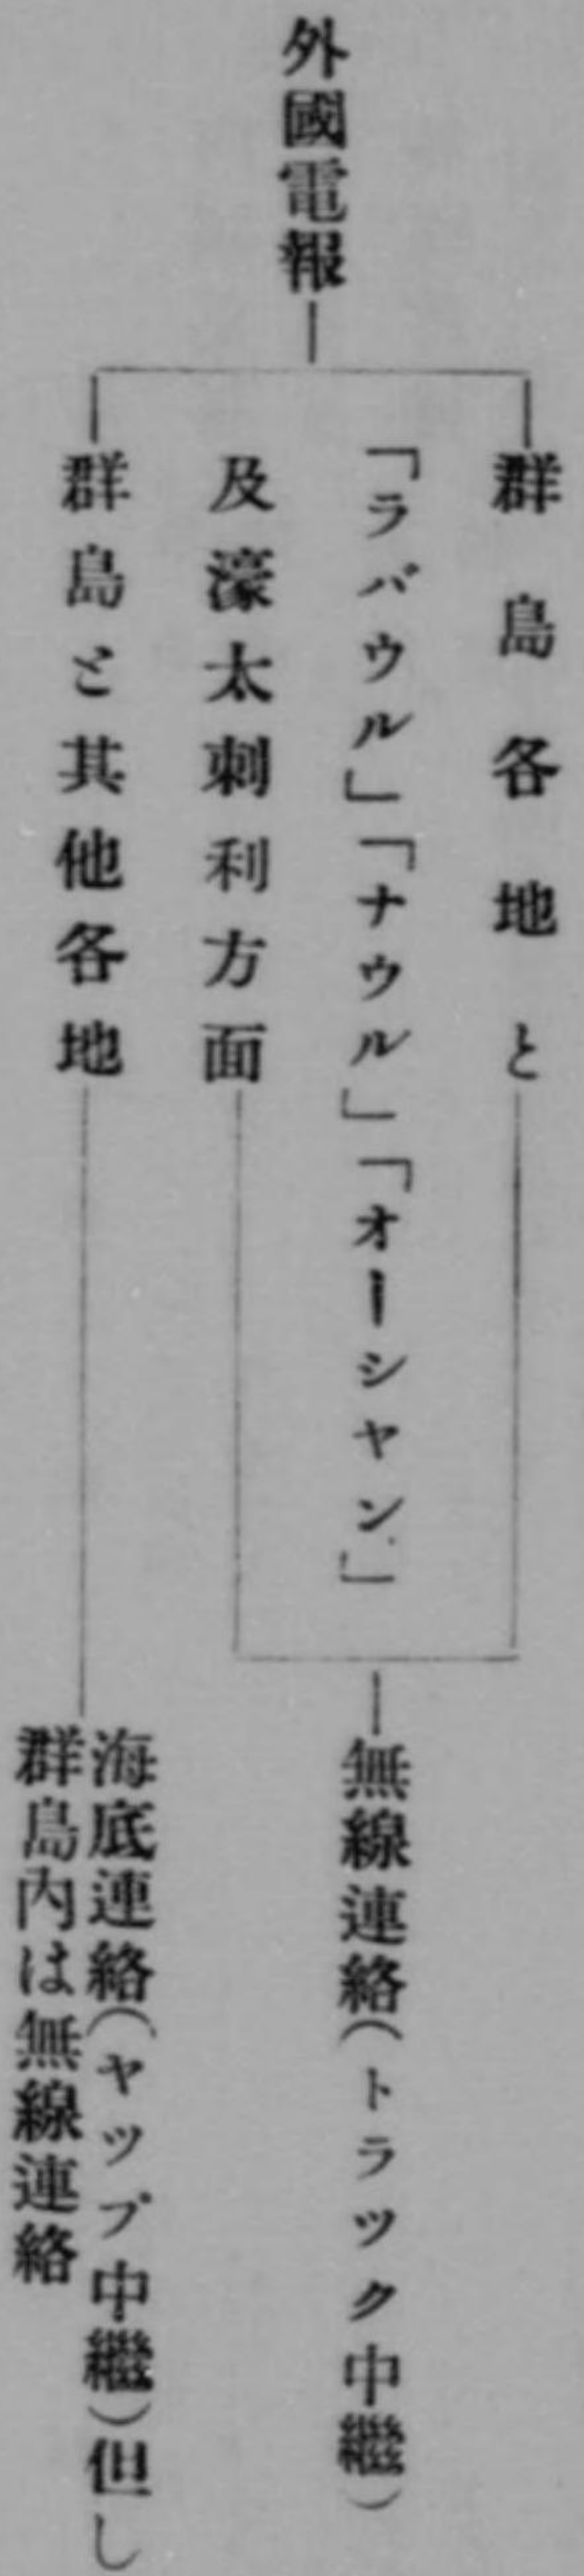 外國電報
群島各地と
「ラバウル」「ナウル」「オーシヤン」
及濠太剌利方面
無線連絡(トラツク中繼)
群島と其他各地
海底連絡(ヤツプ中繼)但し
群島內は無線連絡